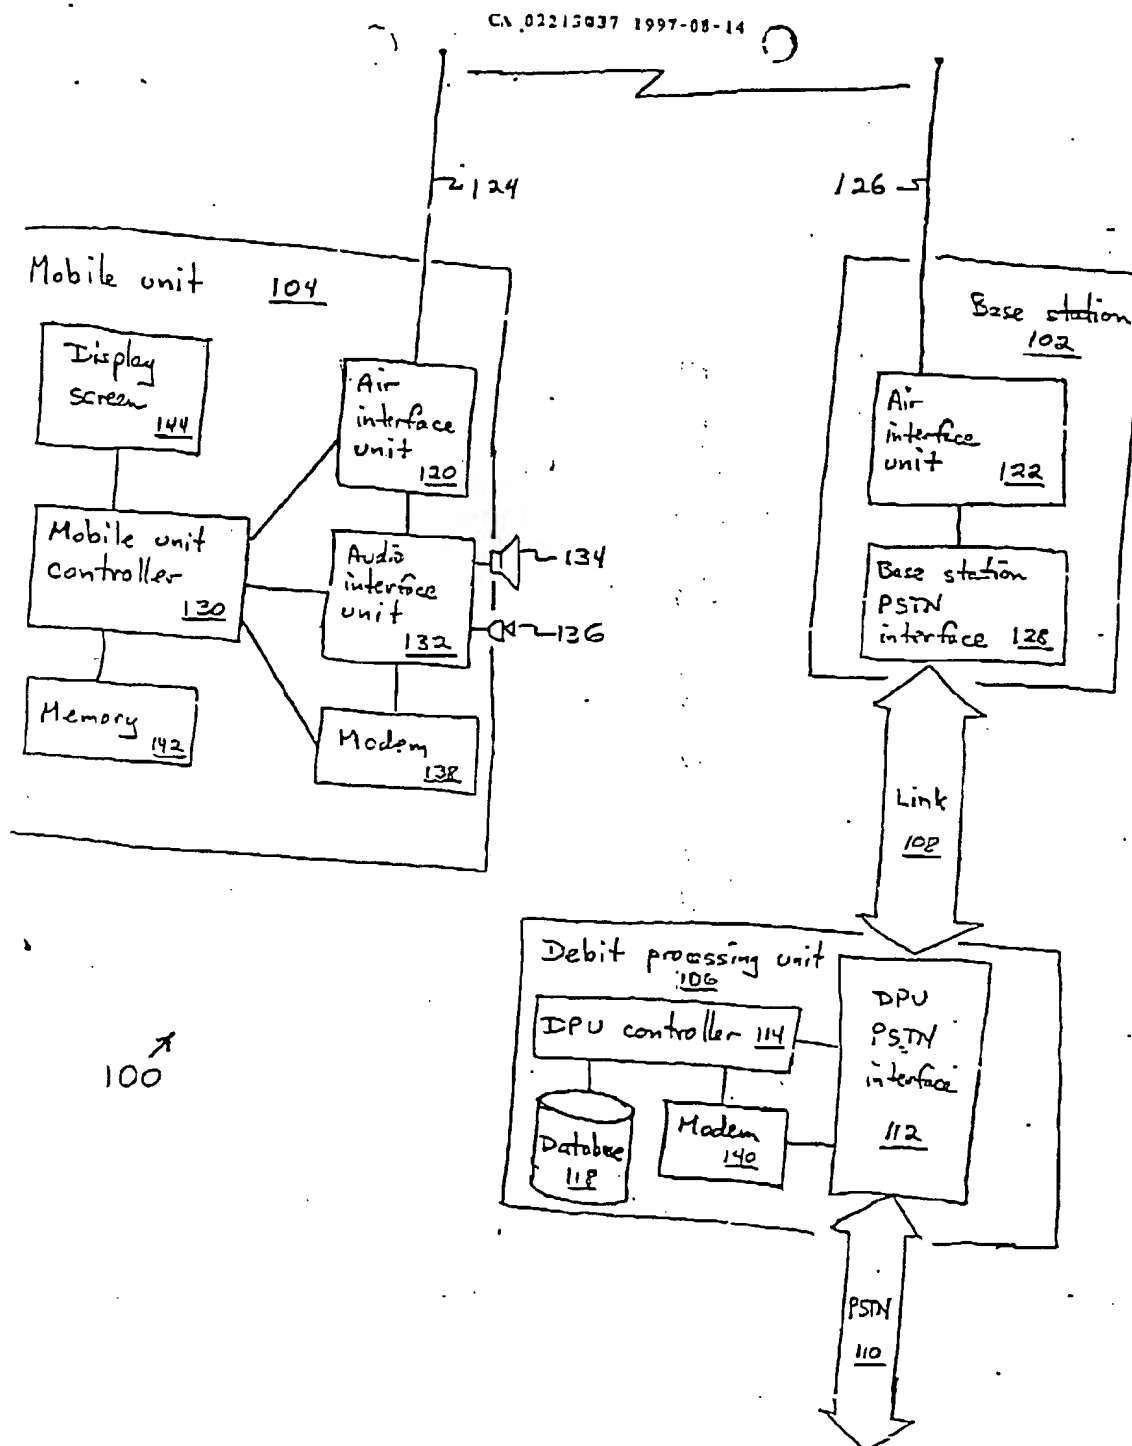 CA 02213037 1997-08-14
124
126
Mobile unit 104
Display
screen
144
Air
interface
unit
120
Mobile unit
controller
130
Audio
interface
unit
132
134
136
Memory
142
Modem
138
Base station
102
Air
interface
unit 122
Base station
PSTN
interface 128
Link
108
Debit processing unit
106
DPU controller 114
DPU
PSTN
interface
112
Database
118
Modem
140
100
PSTN
110